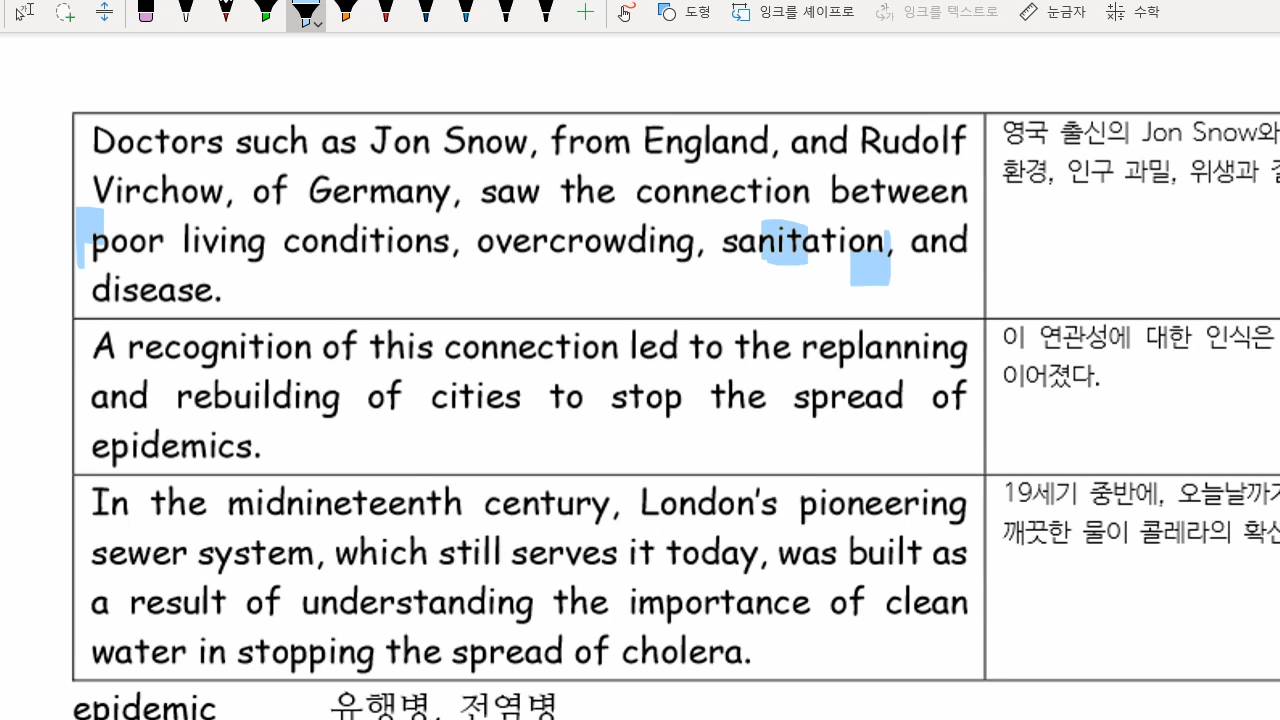 도형
잉크를 셰이프로
잉크를 텍스트로
눈금자
수학
Doctors such as Jon Snow, from England, and Rudolf
Virchow, of Germany, saw the connection between
poor living conditions, overcrowding, sanitation, and
disease.
영국 출신의 Jon Snow와
환경, 인구 과밀, 위생과
A recognition of this connection led to the replanning
and rebuilding of cities to stop the spread of
epidemics.
이 연관성에 대한 인식은
이어졌다.
In the midnineteenth century, London's pioneering
sewer system, which still serves it today, was built as
a result of understanding the importance of clean
water in stopping the spread of cholera.
19세기 중반에, 오늘날까지
깨끗한 물이 콜레라의 확산
epidemic 유행병, 전염병